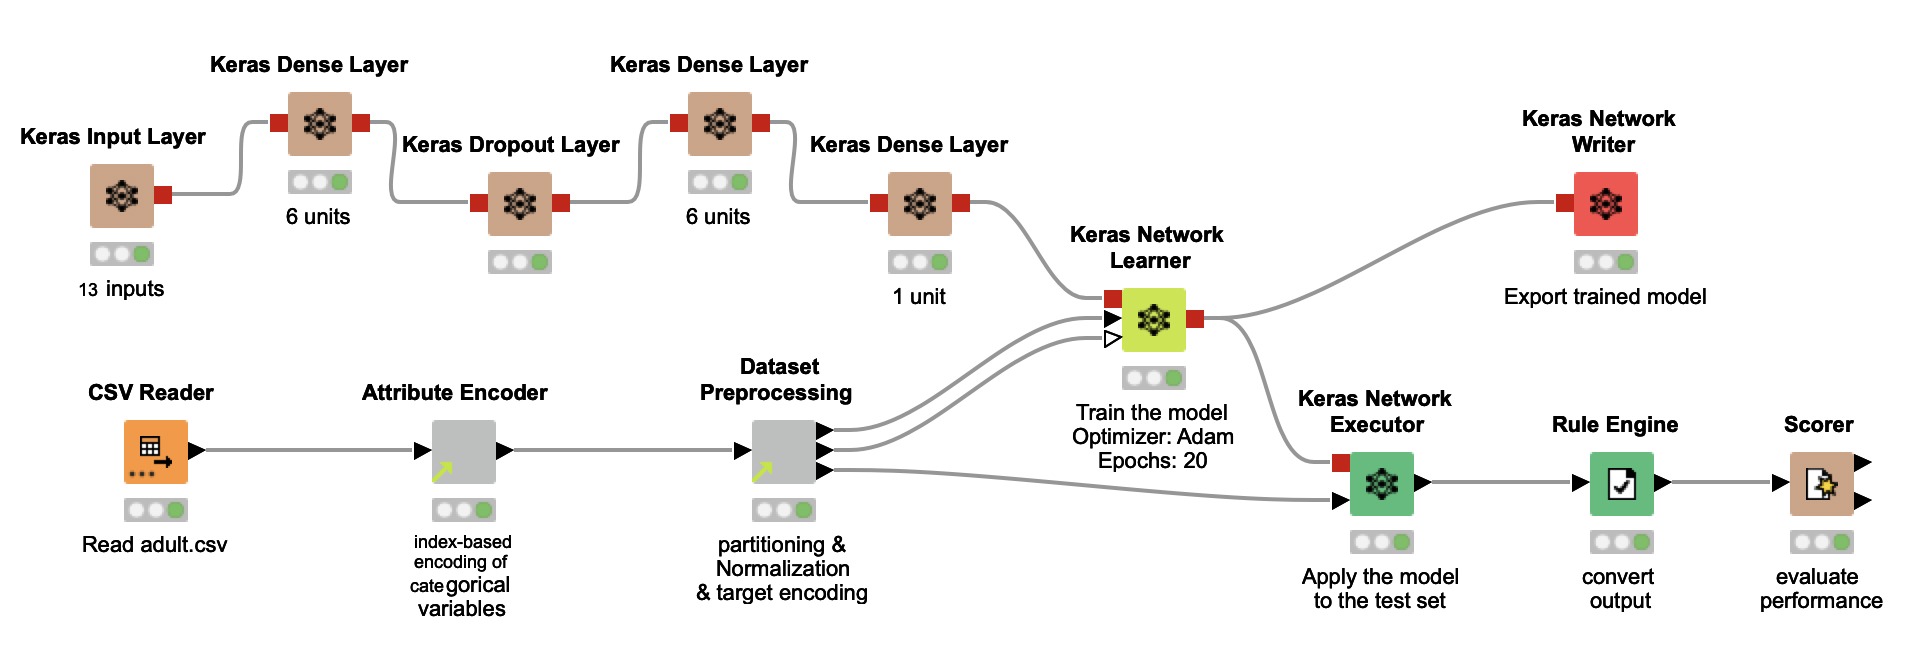 Keras Dense Layer
Keras Dense Layer
Keras Input Layer
Keras Dropout Layer
Keras Dense Layer
Keras Network
Writer
6 units
6 units
13 inputs
1 unit
Keras Network
Learner
Export trained model
CSV Reader
Attribute Encoder
Dataset
Preprocessing
Train the model
Optimizer: Adam
Epochs: 20
Keras Network
Executor
Rule Engine
Scorer
Read adult.csv
index-based
encoding of
cate gorical
variables
partitioning &
Normalization
& target encoding
Apply the model
to the test set
convert
output
evaluate
performance